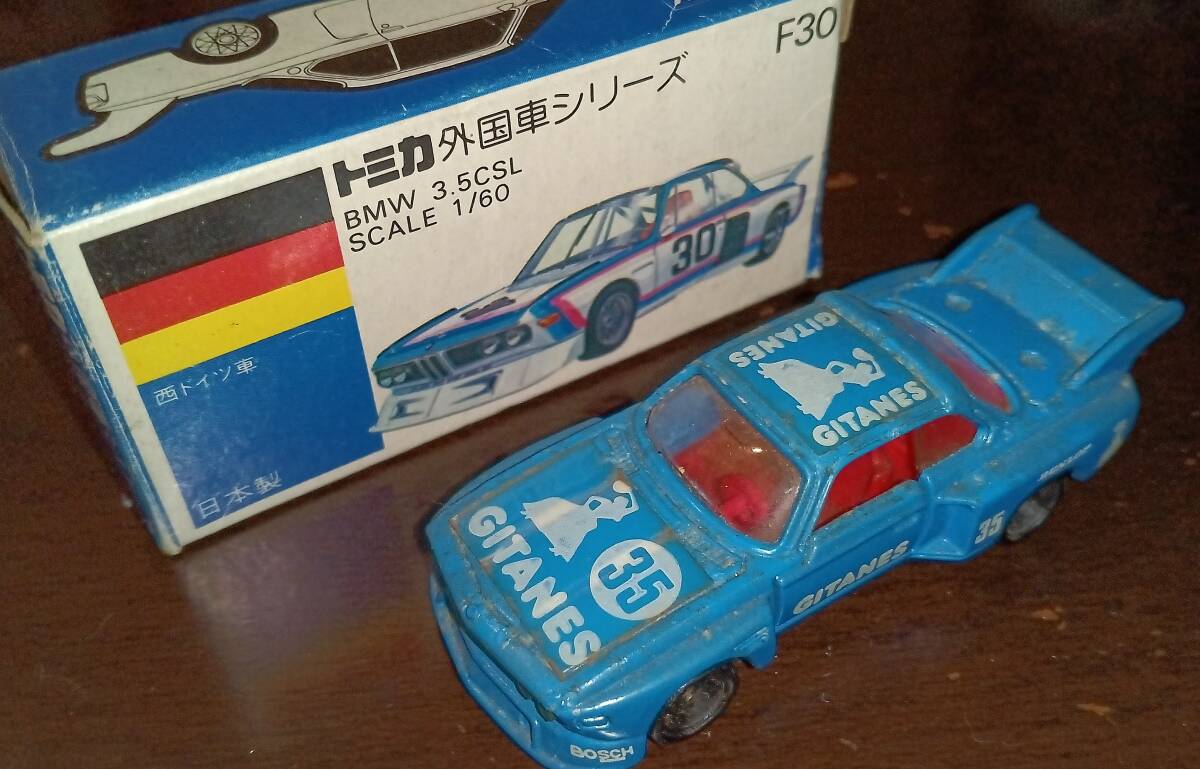 F30
トミカ外国車シリーズ
BMW 3.5CSL
SCALE 1/60
30
西ドイツ車
日本製
GITANES
GITANES
GITANES
35
GITANES
35
BOSCH